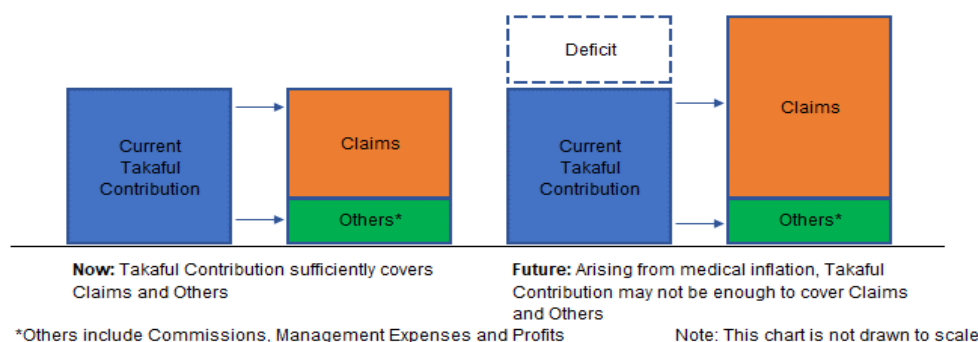 Current
Takaful
Contribution
Claims
Others*
Now: Takaful Contribution sufficiently covers
Claims and Others
Deficit
Current
Takaful
Contribution
Claims
Others*
Future: Arising from medical inflation, Takaful
Contribution may not be enough to cover Claims
and Others
*Others include Commissions, Management Expenses and Profits
Note: This chart is not drawn to scale